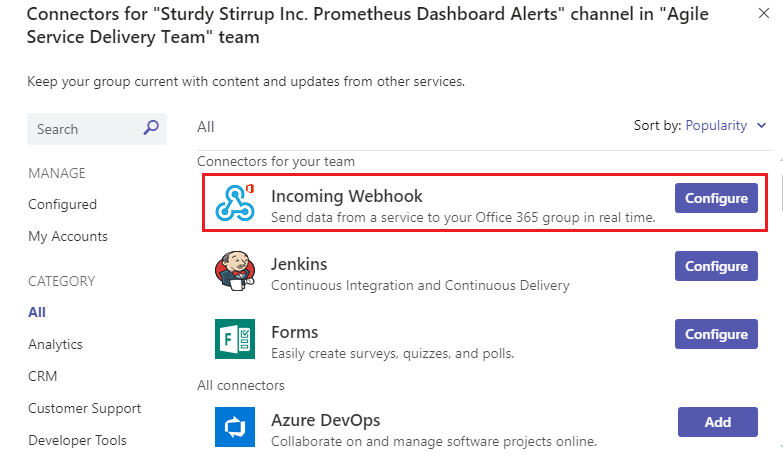 Connectors for "Sturdy Stirrup Inc. Prometheus Dashboard Alerts" channel in "Agile
Service Delivery Team" team
Keep your group current with content and updates from other services.
Search
All
Sort by: Popularity
MANAGE
Configured
My Accounts
CATEGORY
All
Analytics
CRM
Customer Support
Developer Tools
Connectors for your team
Incoming Webhook
Send data from a service to your Office 365 group in real time.
Configure
Jenkins
Continuous Integration and Continuous Delivery
Configure
Forms
Easily create surveys, quizzes, and polls.
Configure
All connectors
Azure DevOps
Collaborate on and manage software projects online.
Add